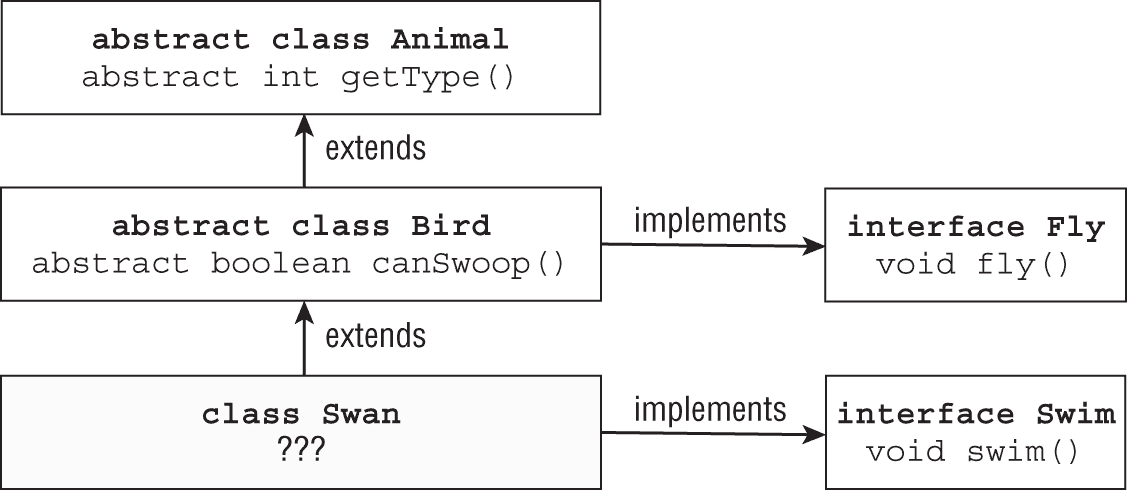 abstract class Animal
abstract int getType()
extends
abstract class Bird
abstract boolean canSwoop()
implements
interface Fly
void fly()
extends
class Swan
???
implements
interface Swim
void swim()